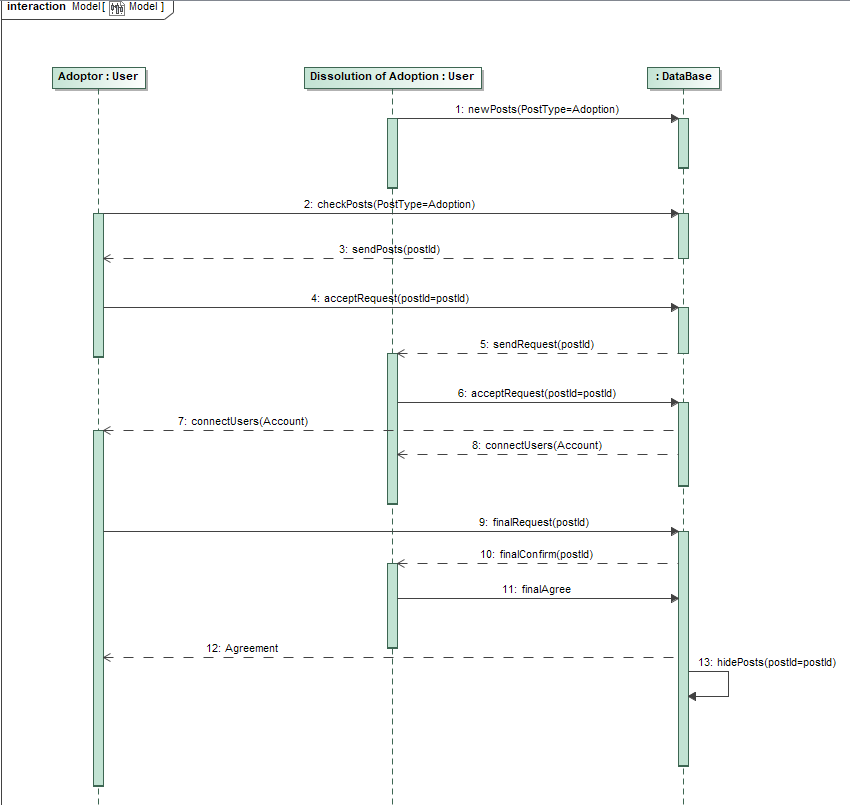 interaction Model[ Model ]
Adoptor : User
Dissolution of Adoption : User
: DataBase
1: newPosts(PostType=Adoption)
2: checkPosts(PostType=Adoption)
3: sendPosts(postId)
4: acceptRequest(postId=postId)
5: sendRequest(postId)
6: acceptRequest(postId=postId)
7: connectUsers(Account)
8: connectUsers(Account)
9: finalRequest(postId)
10: finalConfirm(postId)
11: finalAgree
12: Agreement
13: hidePosts(postId=postId)